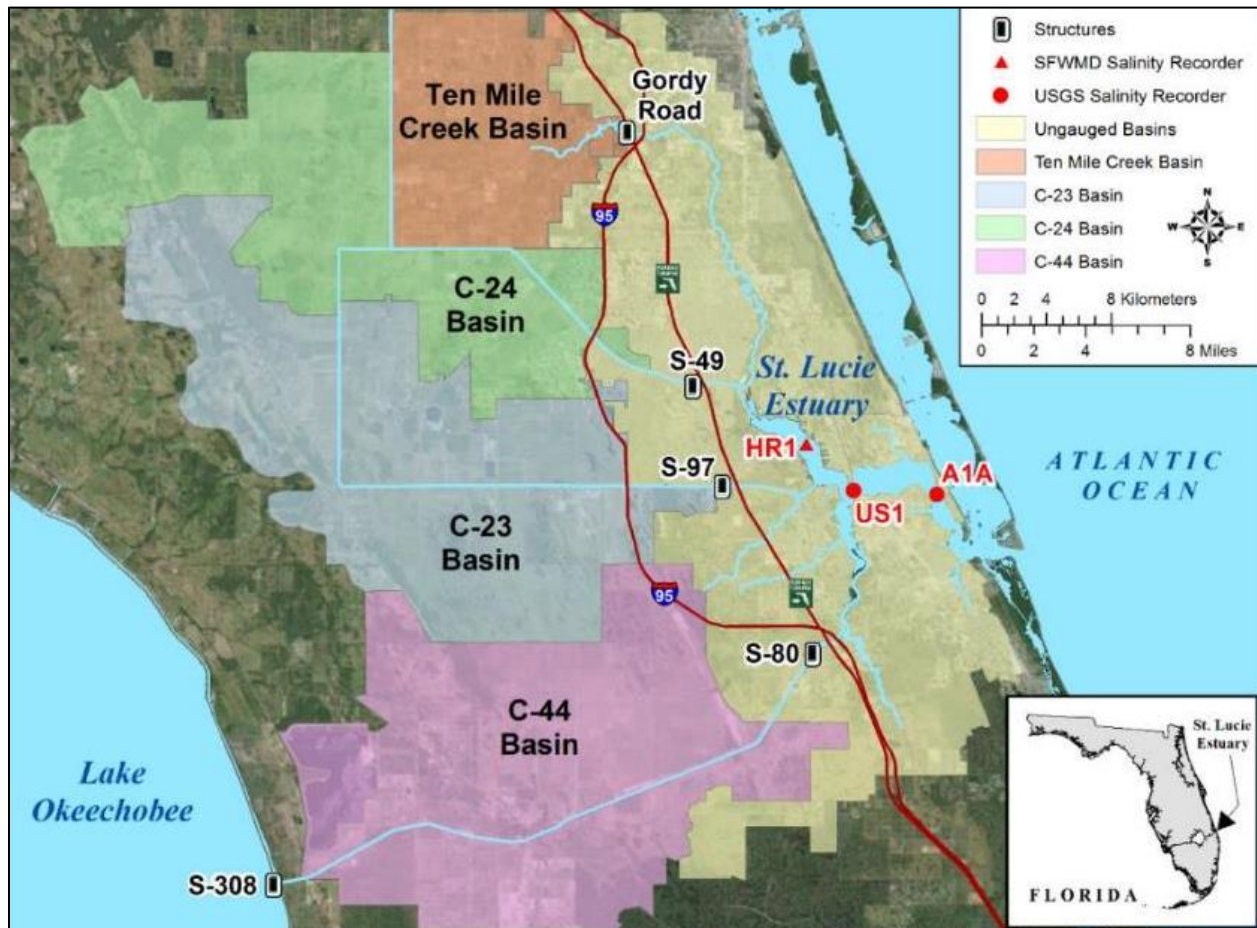 Structures
SFWMD Salinity Recorder
USGS Salinity Recorder
Ungauged Basins
Ten Mile Creek Basin
C-23 Basin
C-24 Basin
C-44 Basin
N
W
E
S
0 2 4 8 Kilometers
0 2 4 8 Miles
Gordy
Road
Ten Mile
Creek Basin
95
C-24
Basin
S-49
St. Lucie
Estuary
HR1
S-97
A1A
US1
ATLANTIC
OCEAN
C-23
Basin
95
S-80
C-44
Basin
Lake
Okeechobee
S-308
St. Lucie
Estuary
FLORIDA